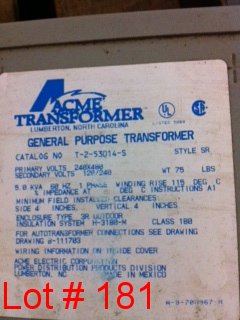 ACME
TRANSFORMER™
LUMBERTON, NORTH CAROLINA
UL
LISTED
GENERAL PURPOSE TRANSFORMER
CATALOG NO T-2-53014-S STYLE SR
PRIMARY VOLTS 240X480
SECONDARY VOLTS 120/240 WT 75 LBS
5.0 KVA 60 HZ 1 PHASE WINDING RISE 115 DEG C
% IMPEDANCE AT DEG C INSTRUCTIONS AT
MINIMUM FIELD INSTALLED CLEARANCES
SIDE 4 INCHES VERTICAL 4 INCHES
ENCLOSURE TYPE 3R OUTDOOR
INSULATION SYSTEM CLASS 180
FOR AUTOTRANSFORMER CONNECTIONS SEE DRAWING
DRAWING
WIRING INFORMATION ON INSIDE COVER
ACME ELECTRIC CORPORATION
POWER DISTRIBUTION PRODUCTS DIVISION
LUMBERTON, NC MADE IN MEXICO
Lot # 181